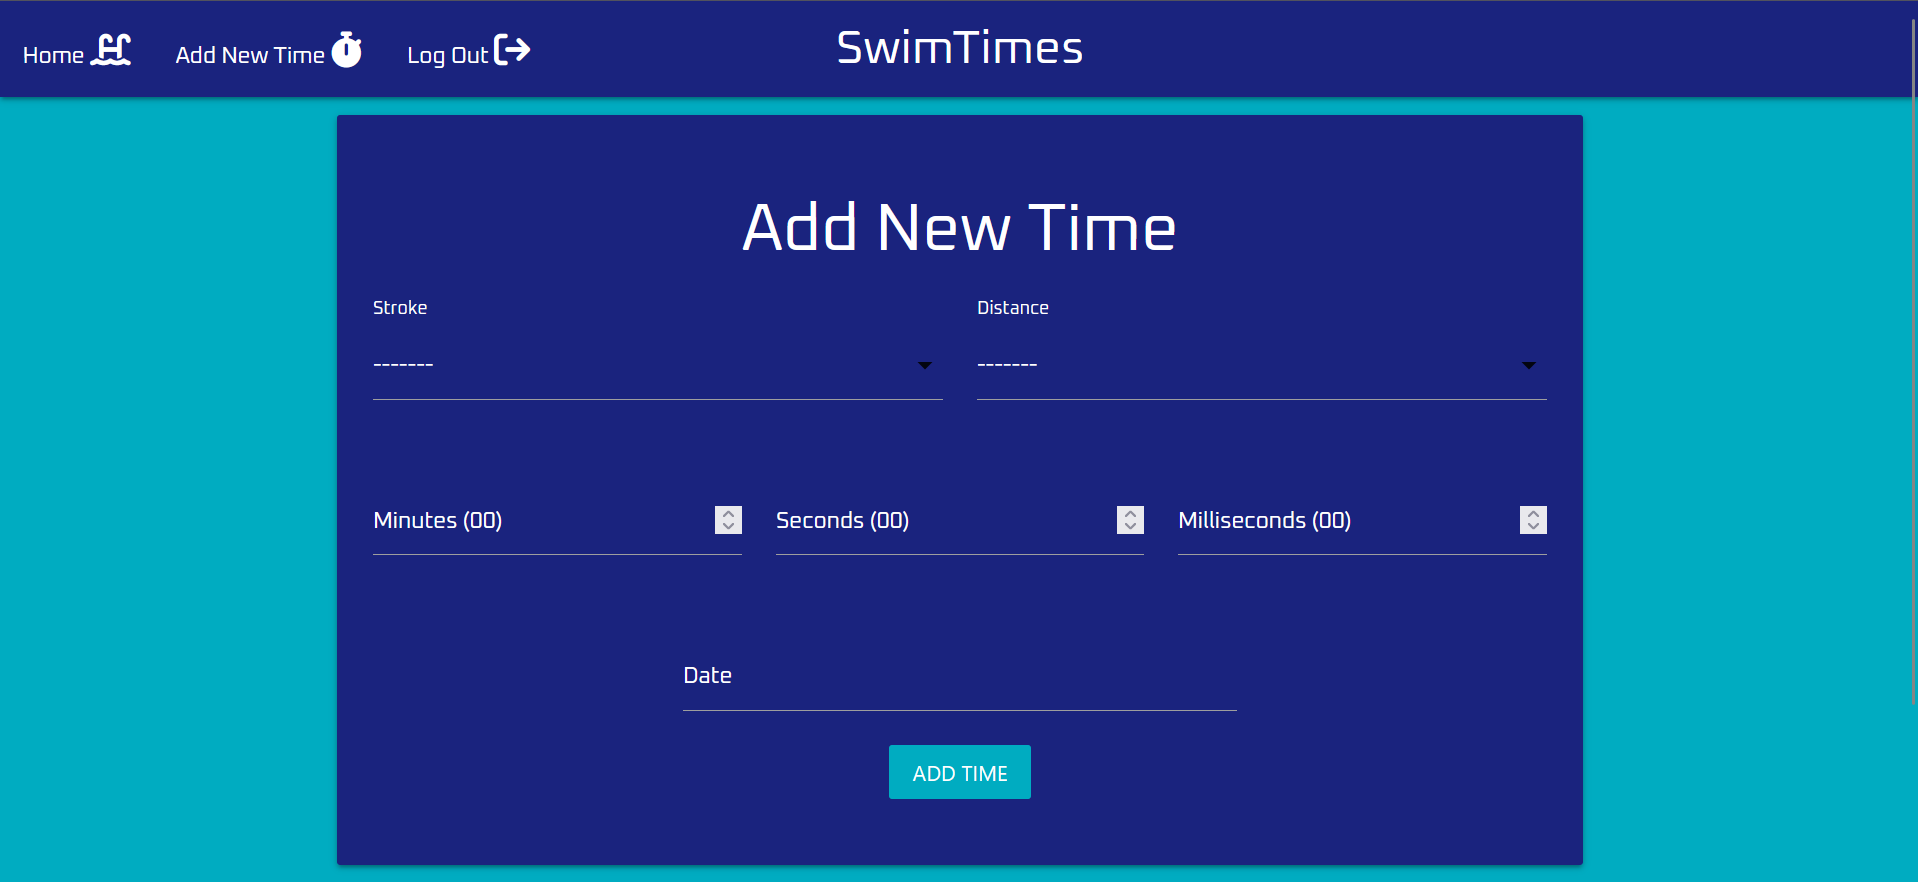 Home Add New Time Log Out SwimTimes
Add New Time
Stroke Distance
------- -------
Minutes (00) Seconds (00) Milliseconds (00)
Date
ADD TIME